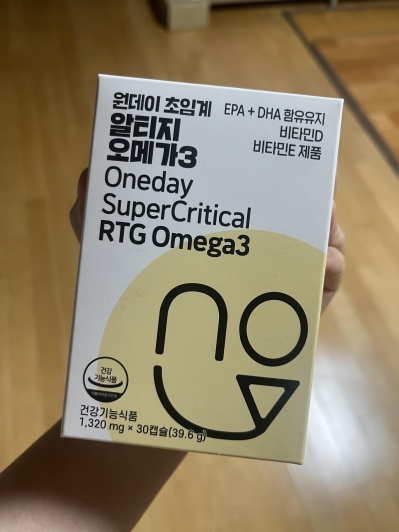 원데이 초임계
알티지
오메가3
Oneday
SuperCritical
RTG Omega3
EPA + DHA 함유유지
비타민D
비타민E 제품
건강
기능식품
건강기능식품
1,320 mg × 30캡슐(39.6 g)